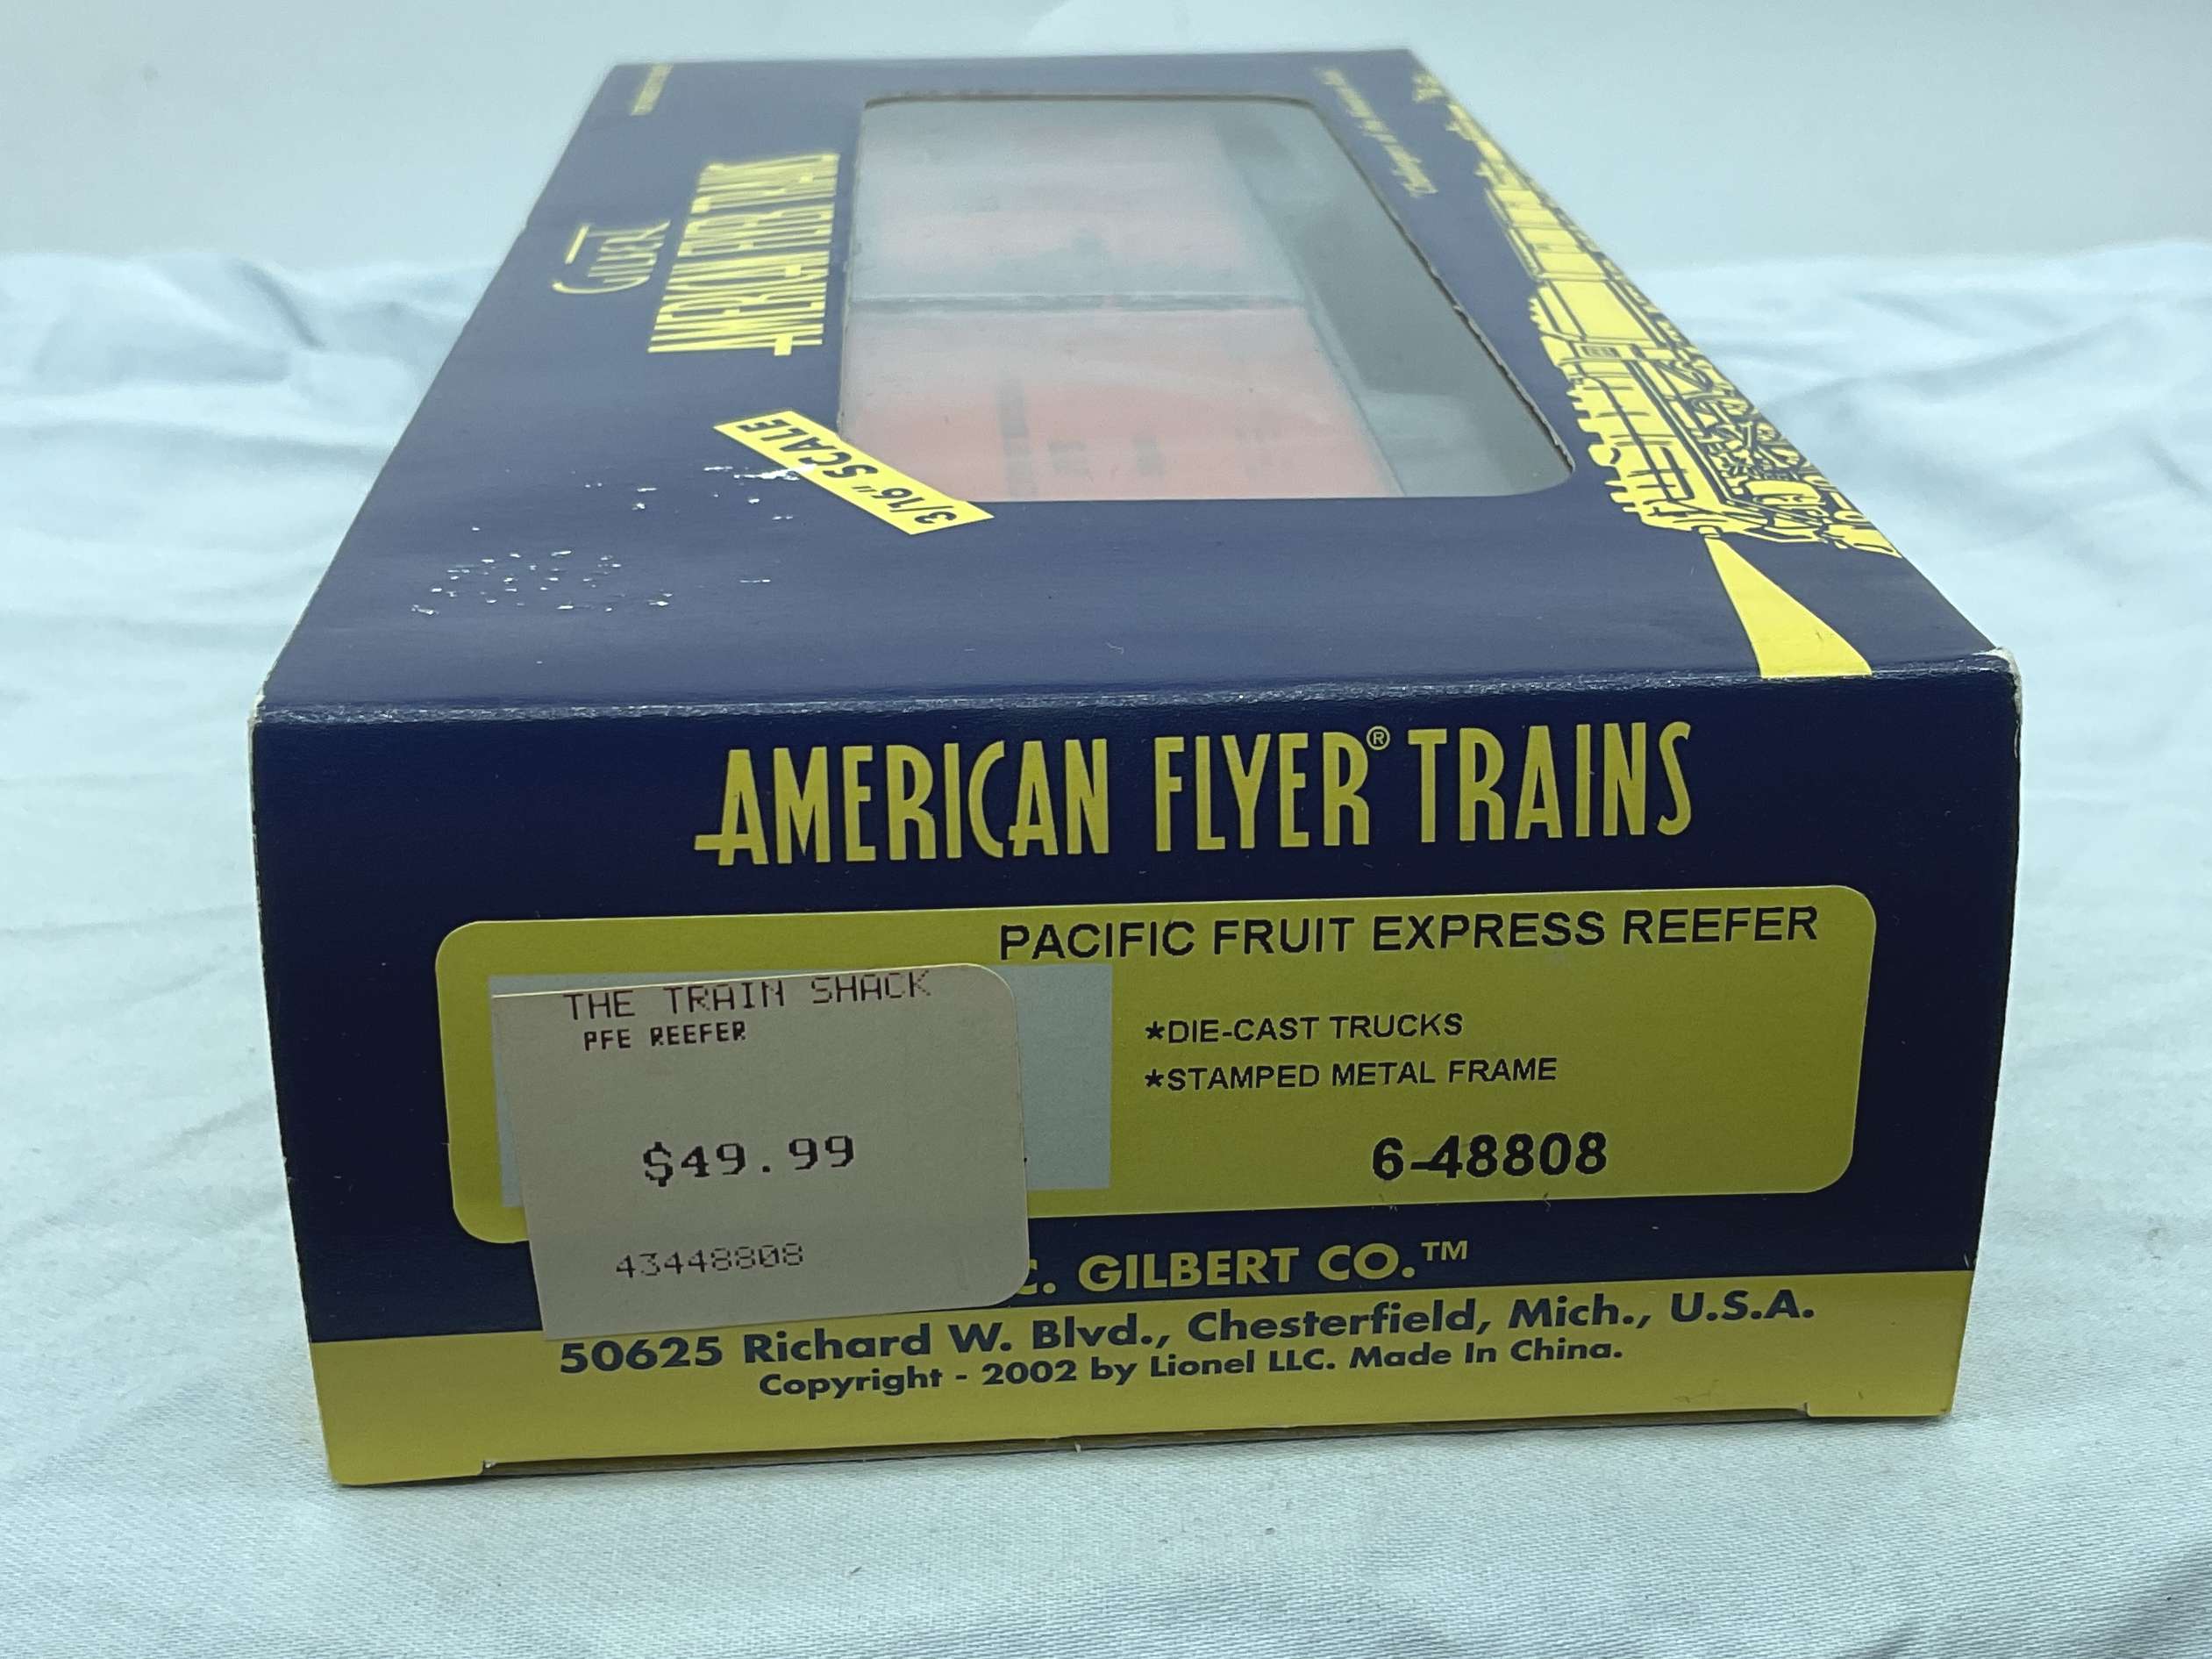 GILBERT
AMERICAN FLYER TRAINS
3/16" SCALE
AMERICAN FLYER® TRAINS
PACIFIC FRUIT EXPRESS REEFER
THE TRAIN SHACK
PFE REEFER
$49.99
43448808
*DIE-CAST TRUCKS
*STAMPED METAL FRAME
6-48808
C. GILBERT CO.™
50625 Richard W. Blvd., Chesterfield, Mich., U.S.A.
Copyright - 2002 by Lionel LLC. Made In China.